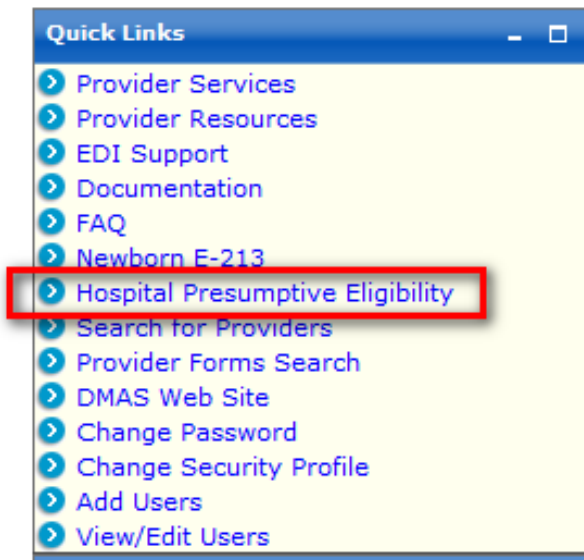 Quick Links
Provider Services
Provider Resources
EDI Support
Documentation
FAQ
Newborn E-213
Hospital Presumptive Eligibility
Search for Providers
Provider Forms Search
DMAS Web Site
Change Password
Change Security Profile
Add Users
View/Edit Users